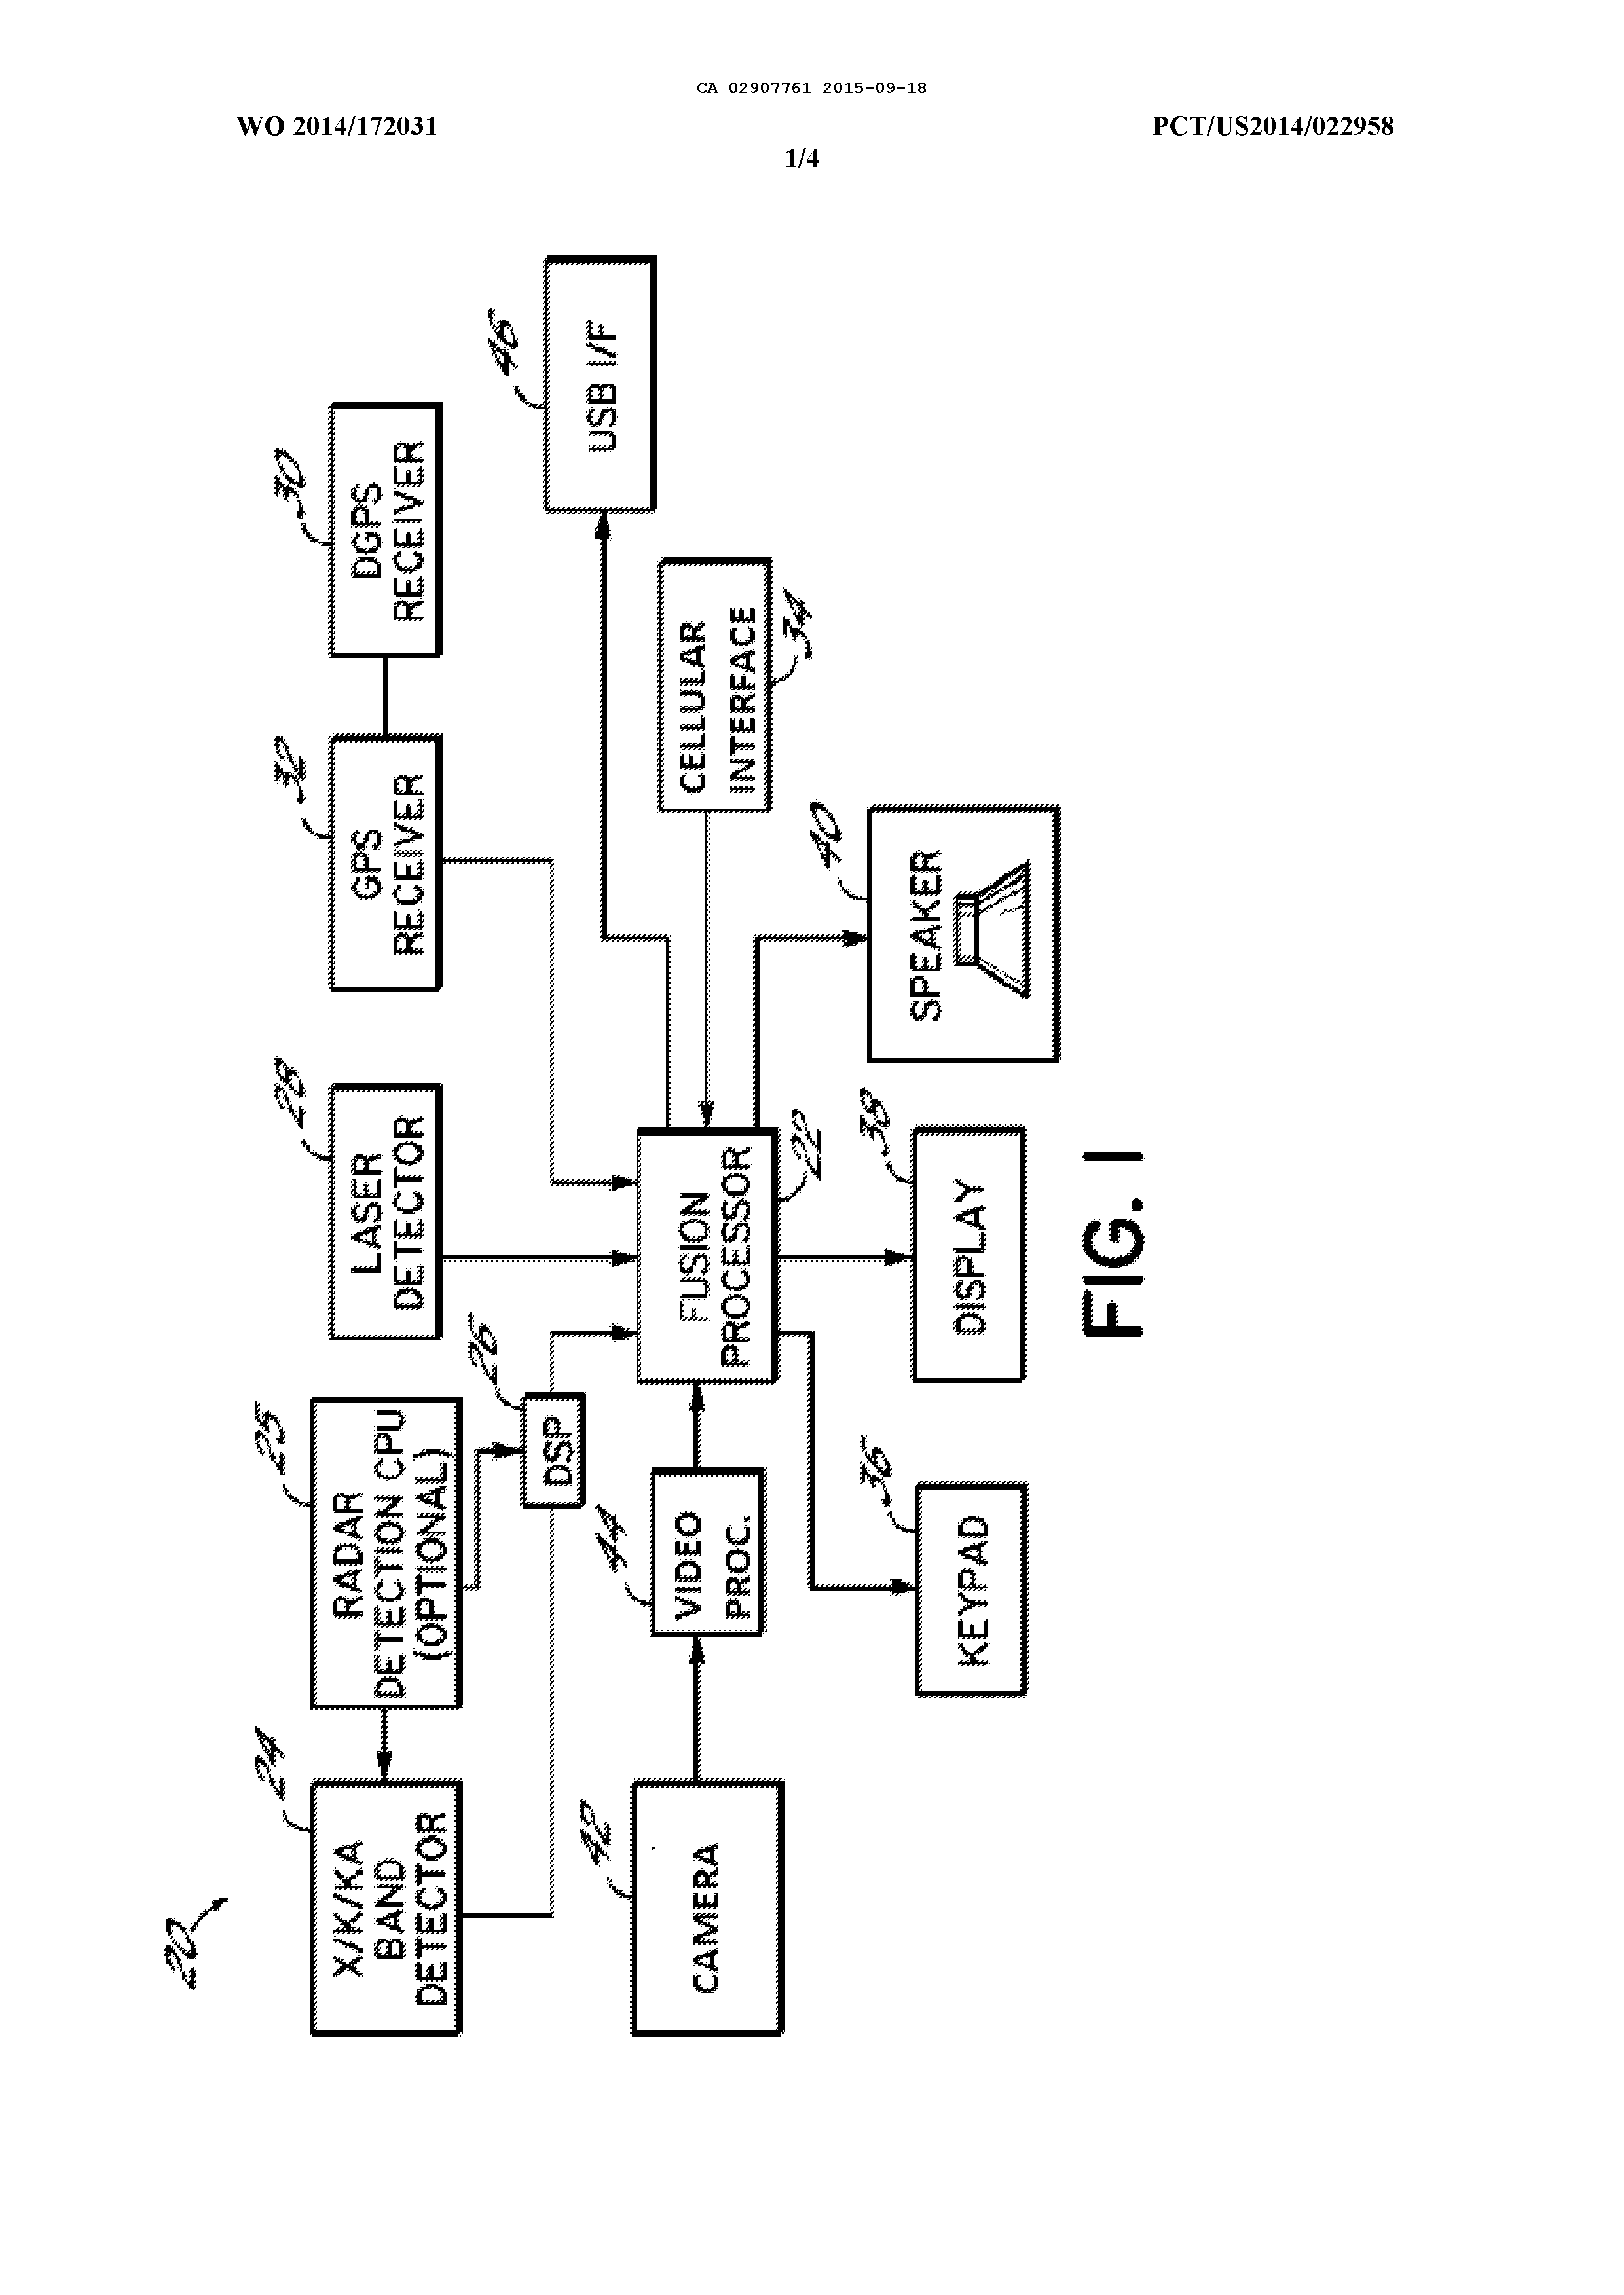 CA 02907761 2015-09-18
WO 2014/172031
PCT/US2014/022958
1/4
20
24
X/K/KA
BAND
DETECTOR
25
RADAR
DETECTION CPU
(OPTIONAL)
28
LASER
DETECTOR
32
GPS
RECEIVER
30
DGPS
RECEIVER
26
DSP
46
USB I/F
42
CAMERA
44
VIDEO
PROC.
FUSION
PROCESSOR
22
CELLULAR
INTERFACE
34
36
KEYPAD
38
DISPLAY
40
SPEAKER
FIG. 1